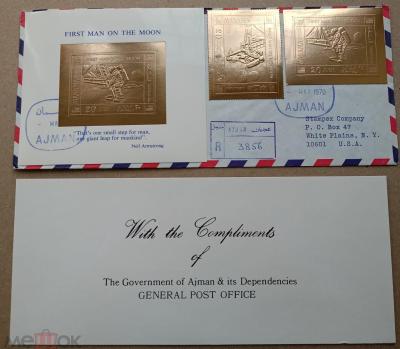 FIRST MAN ON THE MOON
"That's one small step for man,
one giant leap for mankind"
Neil Armstrong
AJMAN
1970
AJMAN
R 3856
Stampex Company
P. O. Box 47
White Plains, N. Y.
10601 U.S.A.
With the Compliments
of
The Government of Ajman & its Dependencies
GENERAL POST OFFICE